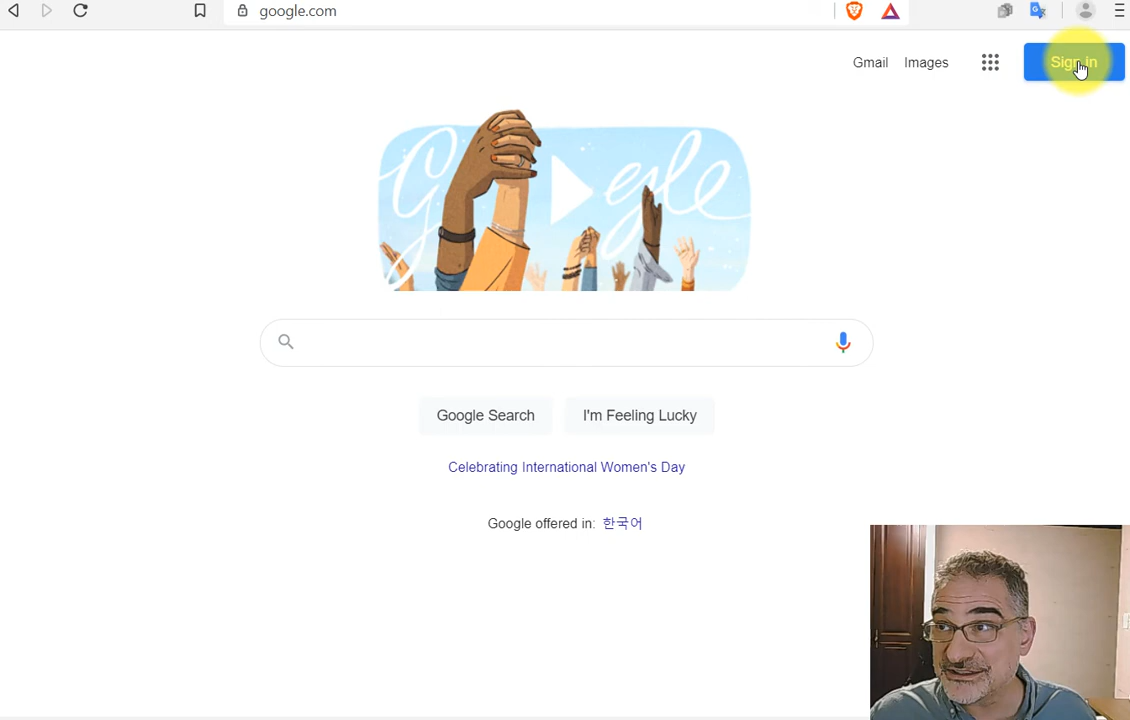 google.com
Gmail Images
Sign in
Google
Google Search
I'm Feeling Lucky
Celebrating International Women's Day
Google offered in: 한국어